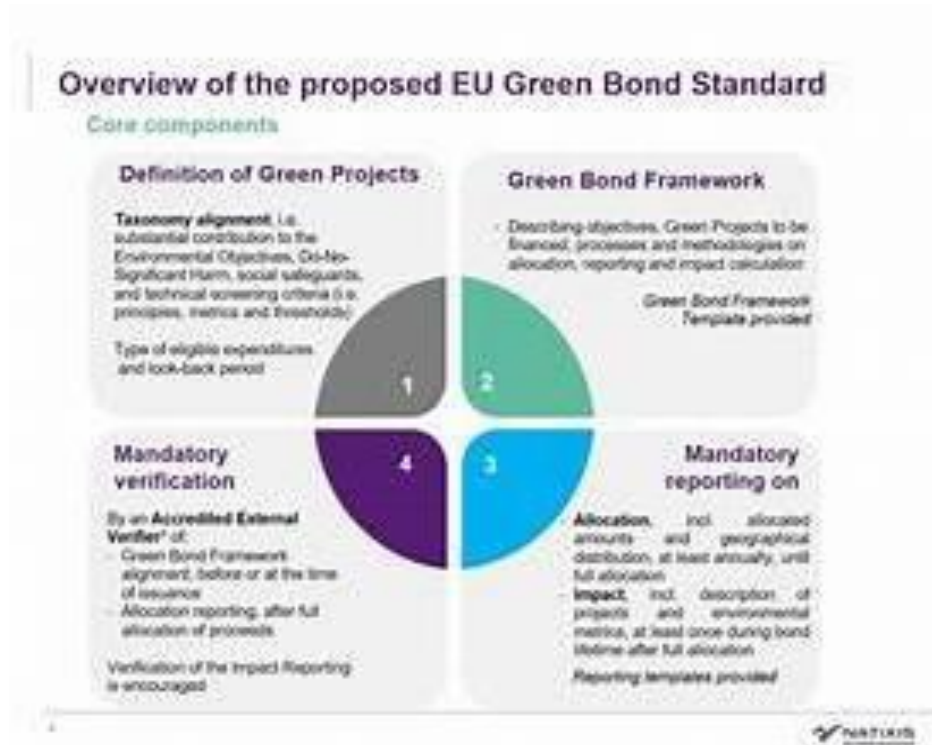 Overview of the proposed EU Green Bond Standard
Core components
Definition of Green Projects
Taxonomy alignment, i.e.
substantial contribution to the
Environmental Objectives, Do-No-
Significant Harm, social safeguards,
and technical screening criteria (i.e.
principles, metrics and thresholds)
Type of eligible expenditures
and look-back period
1
Green Bond Framework
- Describing objectives, Green Projects to be
financed, processes and methodologies on
allocation, reporting and impact calculation
Green Bond Framework
Template provided
2
Mandatory
verification
By an Accredited External
Verifier* of:
- Green Bond Framework
alignment, before or at the time
of issuance
- Allocation reporting, after full
allocation of proceeds
Verification of the Impact Reporting
is encouraged
4
3
Mandatory
reporting on
- Allocation, incl. allocated
amounts and geographical
distribution, at least annually, until
full allocation
- Impact, incl. description of
projects and environmental
metrics, at least once during bond
lifetime after full allocation
Reporting templates provided
NATIXIS